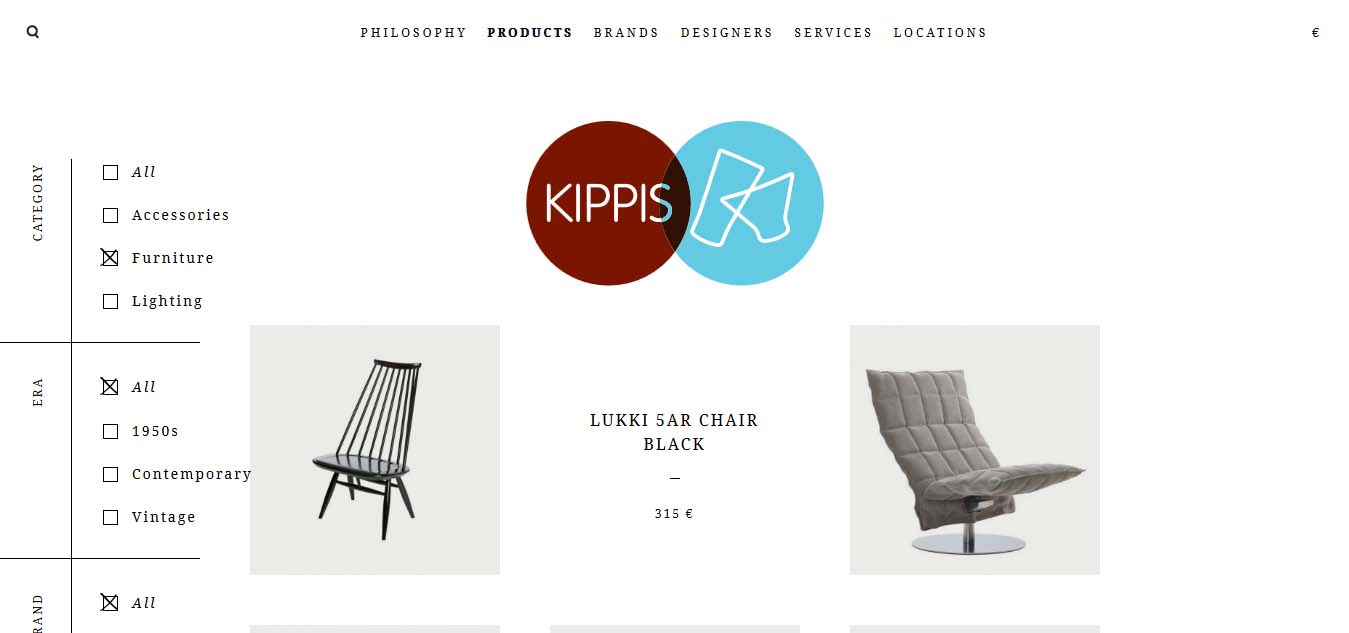 PHILOSOPHY PRODUCTS BRANDS DESIGNERS SERVICES LOCATIONS €
KIPPIS
CATEGORY
All
Accessories
Furniture
Lighting
ERA
All
1950s
Contemporary
Vintage
All
LUKKI 5AR CHAIR
BLACK
—
315 €